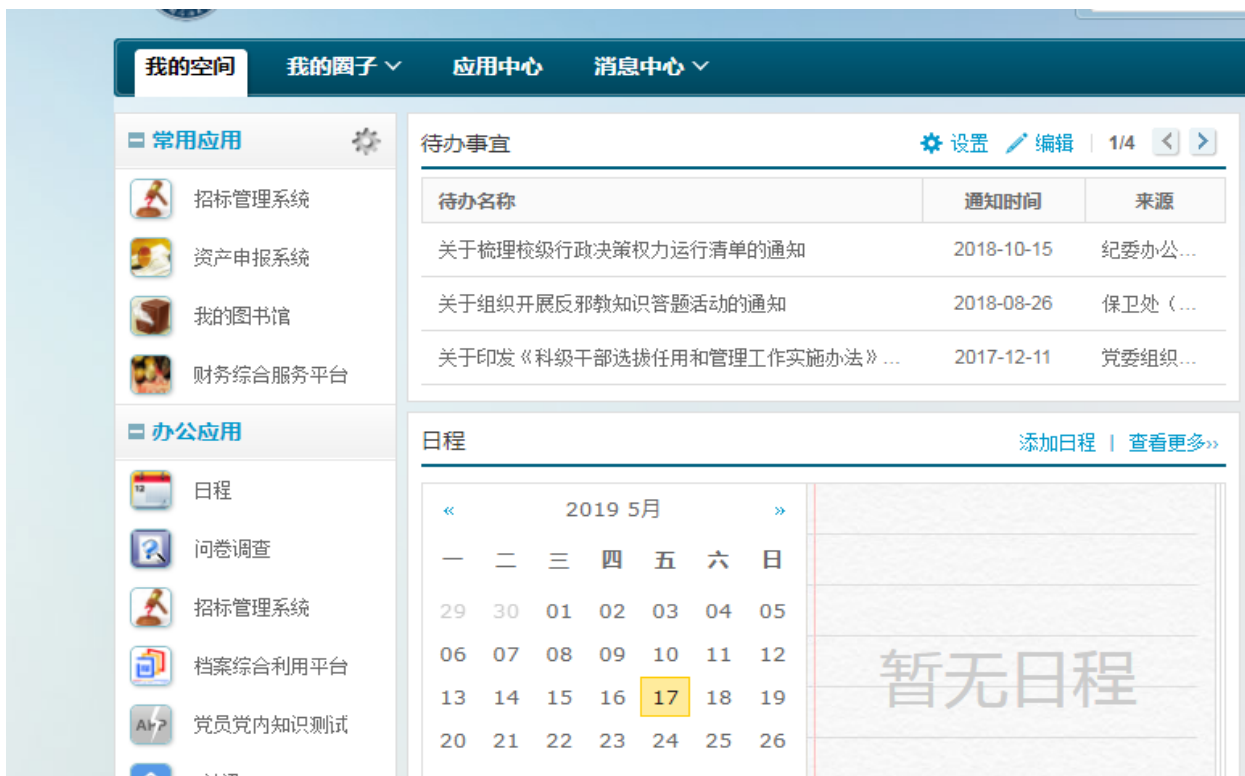 我的空间 我的圈子 应用中心 消息中心
常用应用
招标管理系统
资产申报系统
我的图书馆
财务综合服务平台
办公应用
日程
问卷调查
招标管理系统
档案综合利用平台
党员党内知识测试
待办事宜 设置 编辑 | 1/4
待办名称 通知时间 来源
关于梳理校级行政决策权力运行清单的通知 2018-10-15 纪委办公...
关于组织开展反邪教知识答题活动的通知 2018-08-26 保卫处（...
关于印发《科级干部选拔任用和管理工作实施办法》... 2017-12-11 党委组织...
日程 添加日程 | 查看更多»
« 2019 5月 »
一 二 三 四 五 六 日
29 30 01 02 03 04 05
06 07 08 09 10 11 12
13 14 15 16 17 18 19
20 21 22 23 24 25 26
暂无日程